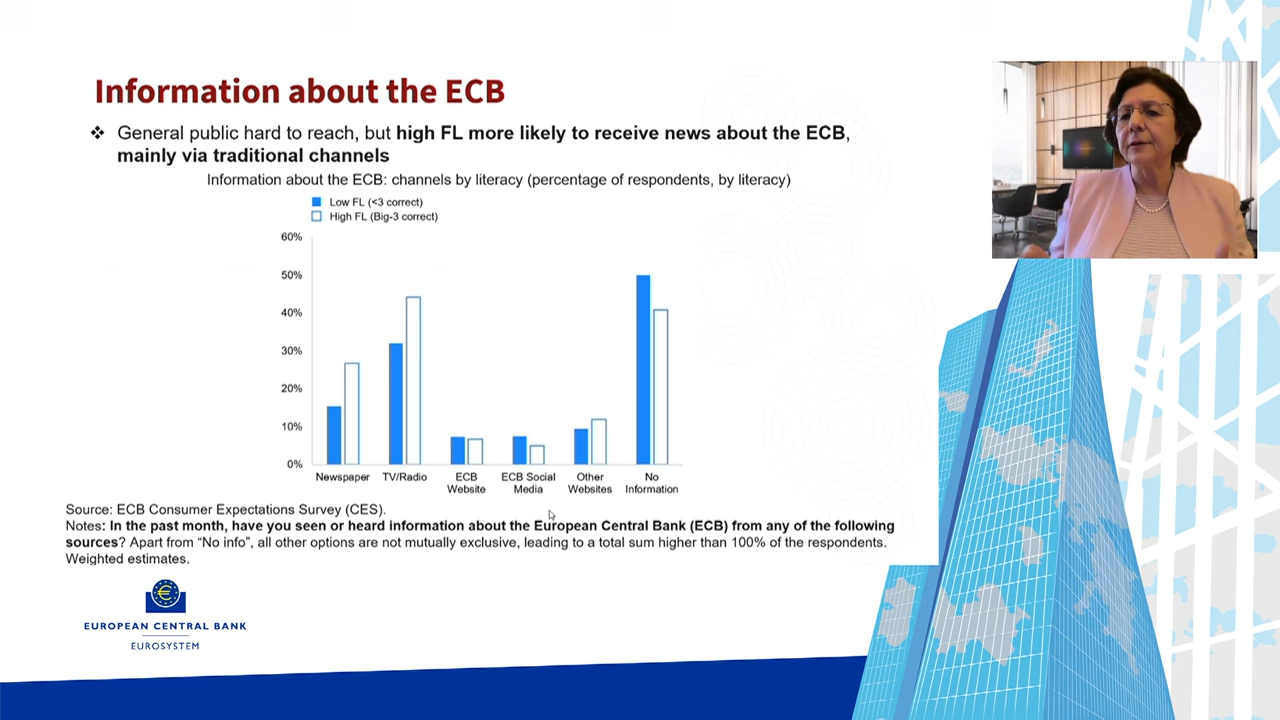 Information about the ECB
❖ General public hard to reach, but high FL more likely to receive news about the ECB,
mainly via traditional channels
Information about the ECB: channels by literacy (percentage of respondents, by literacy)
Low FL (<3 correct)
High FL (Big-3 correct)
60%
50%
40%
30%
20%
10%
0%
Newspaper TV/Radio ECB Website ECB Social Media Other Websites No Information
Source: ECB Consumer Expectations Survey (CES).
Notes: In the past month, have you seen or heard information about the European Central Bank (ECB) from any of the following
sources? Apart from “No info”, all other options are not mutually exclusive, leading to a total sum higher than 100% of the respondents.
Weighted estimates.
EUROPEAN CENTRAL BANK
EUROSYSTEM